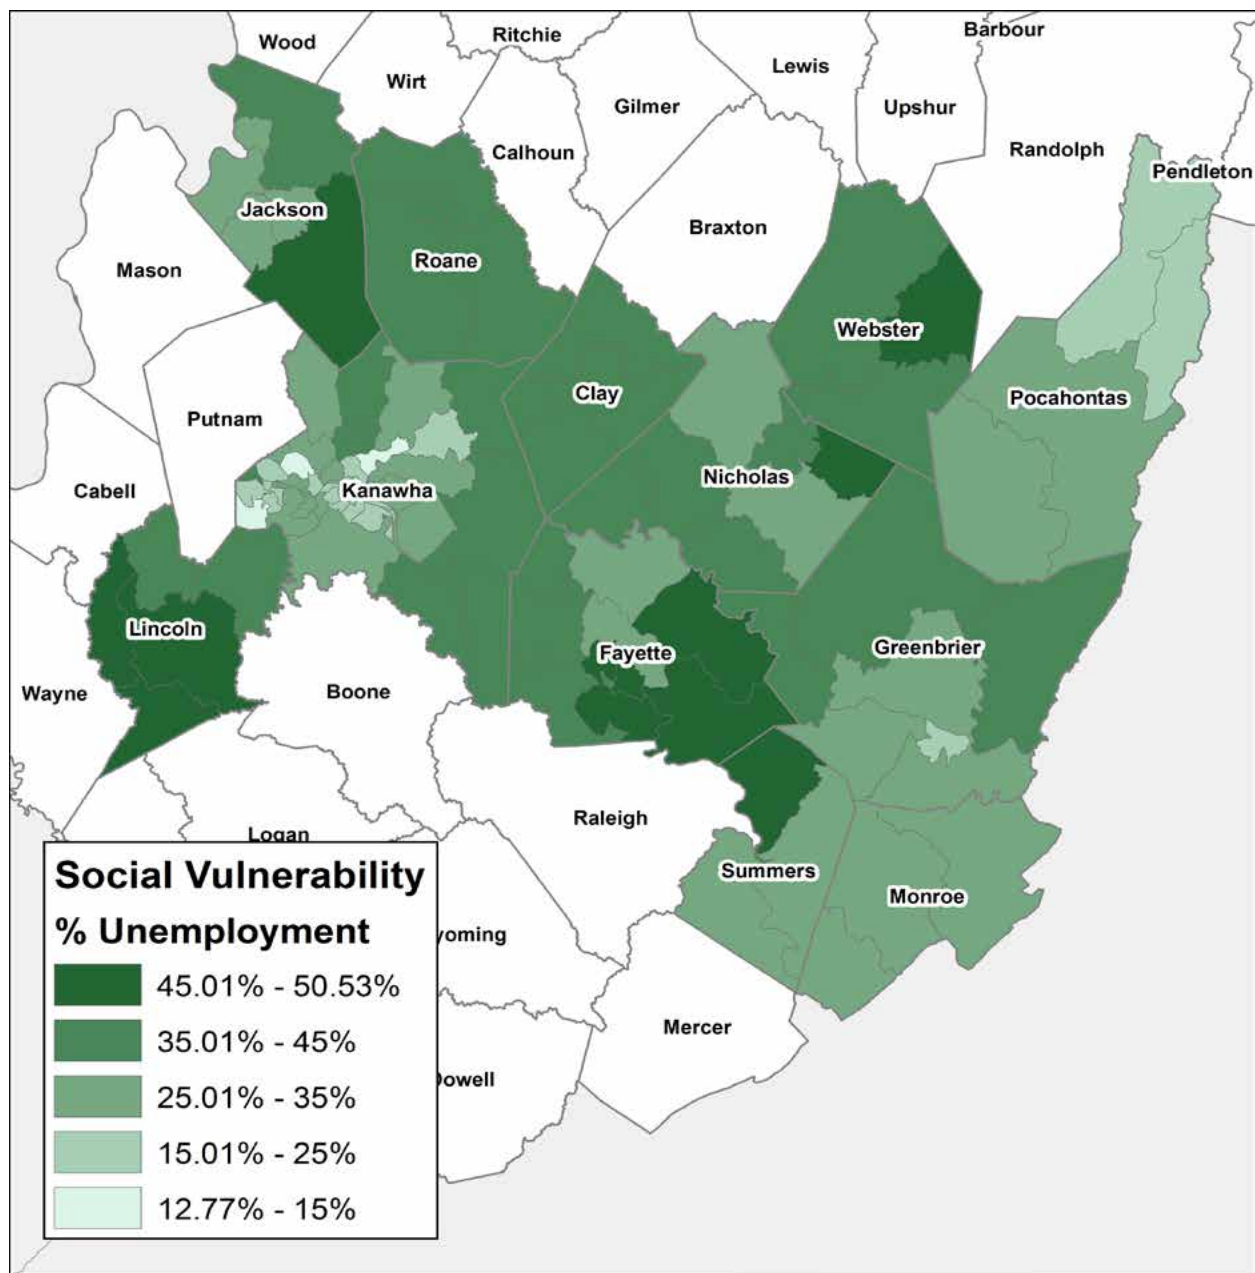 Wood
Ritchie
Barbour
Wirt
Lewis
Gilmer
Upshur
Calhoun
Randolph
Pendleton
Jackson
Braxton
Mason
Roane
Webster
Clay
Pocahontas
Putnam
Nicholas
Cabell
Kanawha
Lincoln
Fayette
Greenbrier
Wayne
Boone
Raleigh
Logan
Summers
Monroe
yoming
Mercer
Dowell
Social Vulnerability
% Unemployment
45.01% - 50.53%
35.01% - 45%
25.01% - 35%
15.01% - 25%
12.77% - 15%